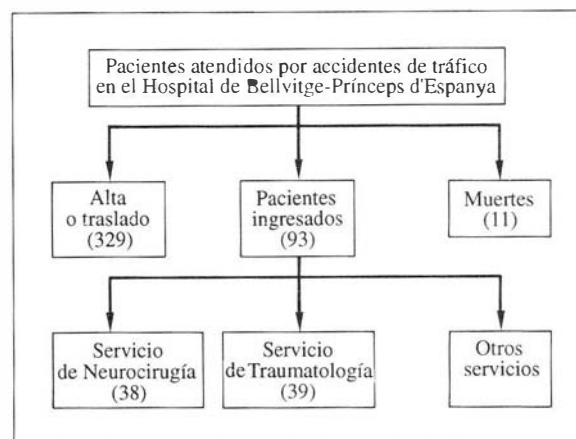 Pacientes atendidos por accidentes de tráfico
en el Hospital de Bellvitge-Prínceps d'Espanya
Alta
o traslado
(329)
Pacientes
ingresados
(93)
Muertes
(11)
Servicio
de Neurocirugía
(38)
Servicio
de Traumatología
(39)
Otros
servicios